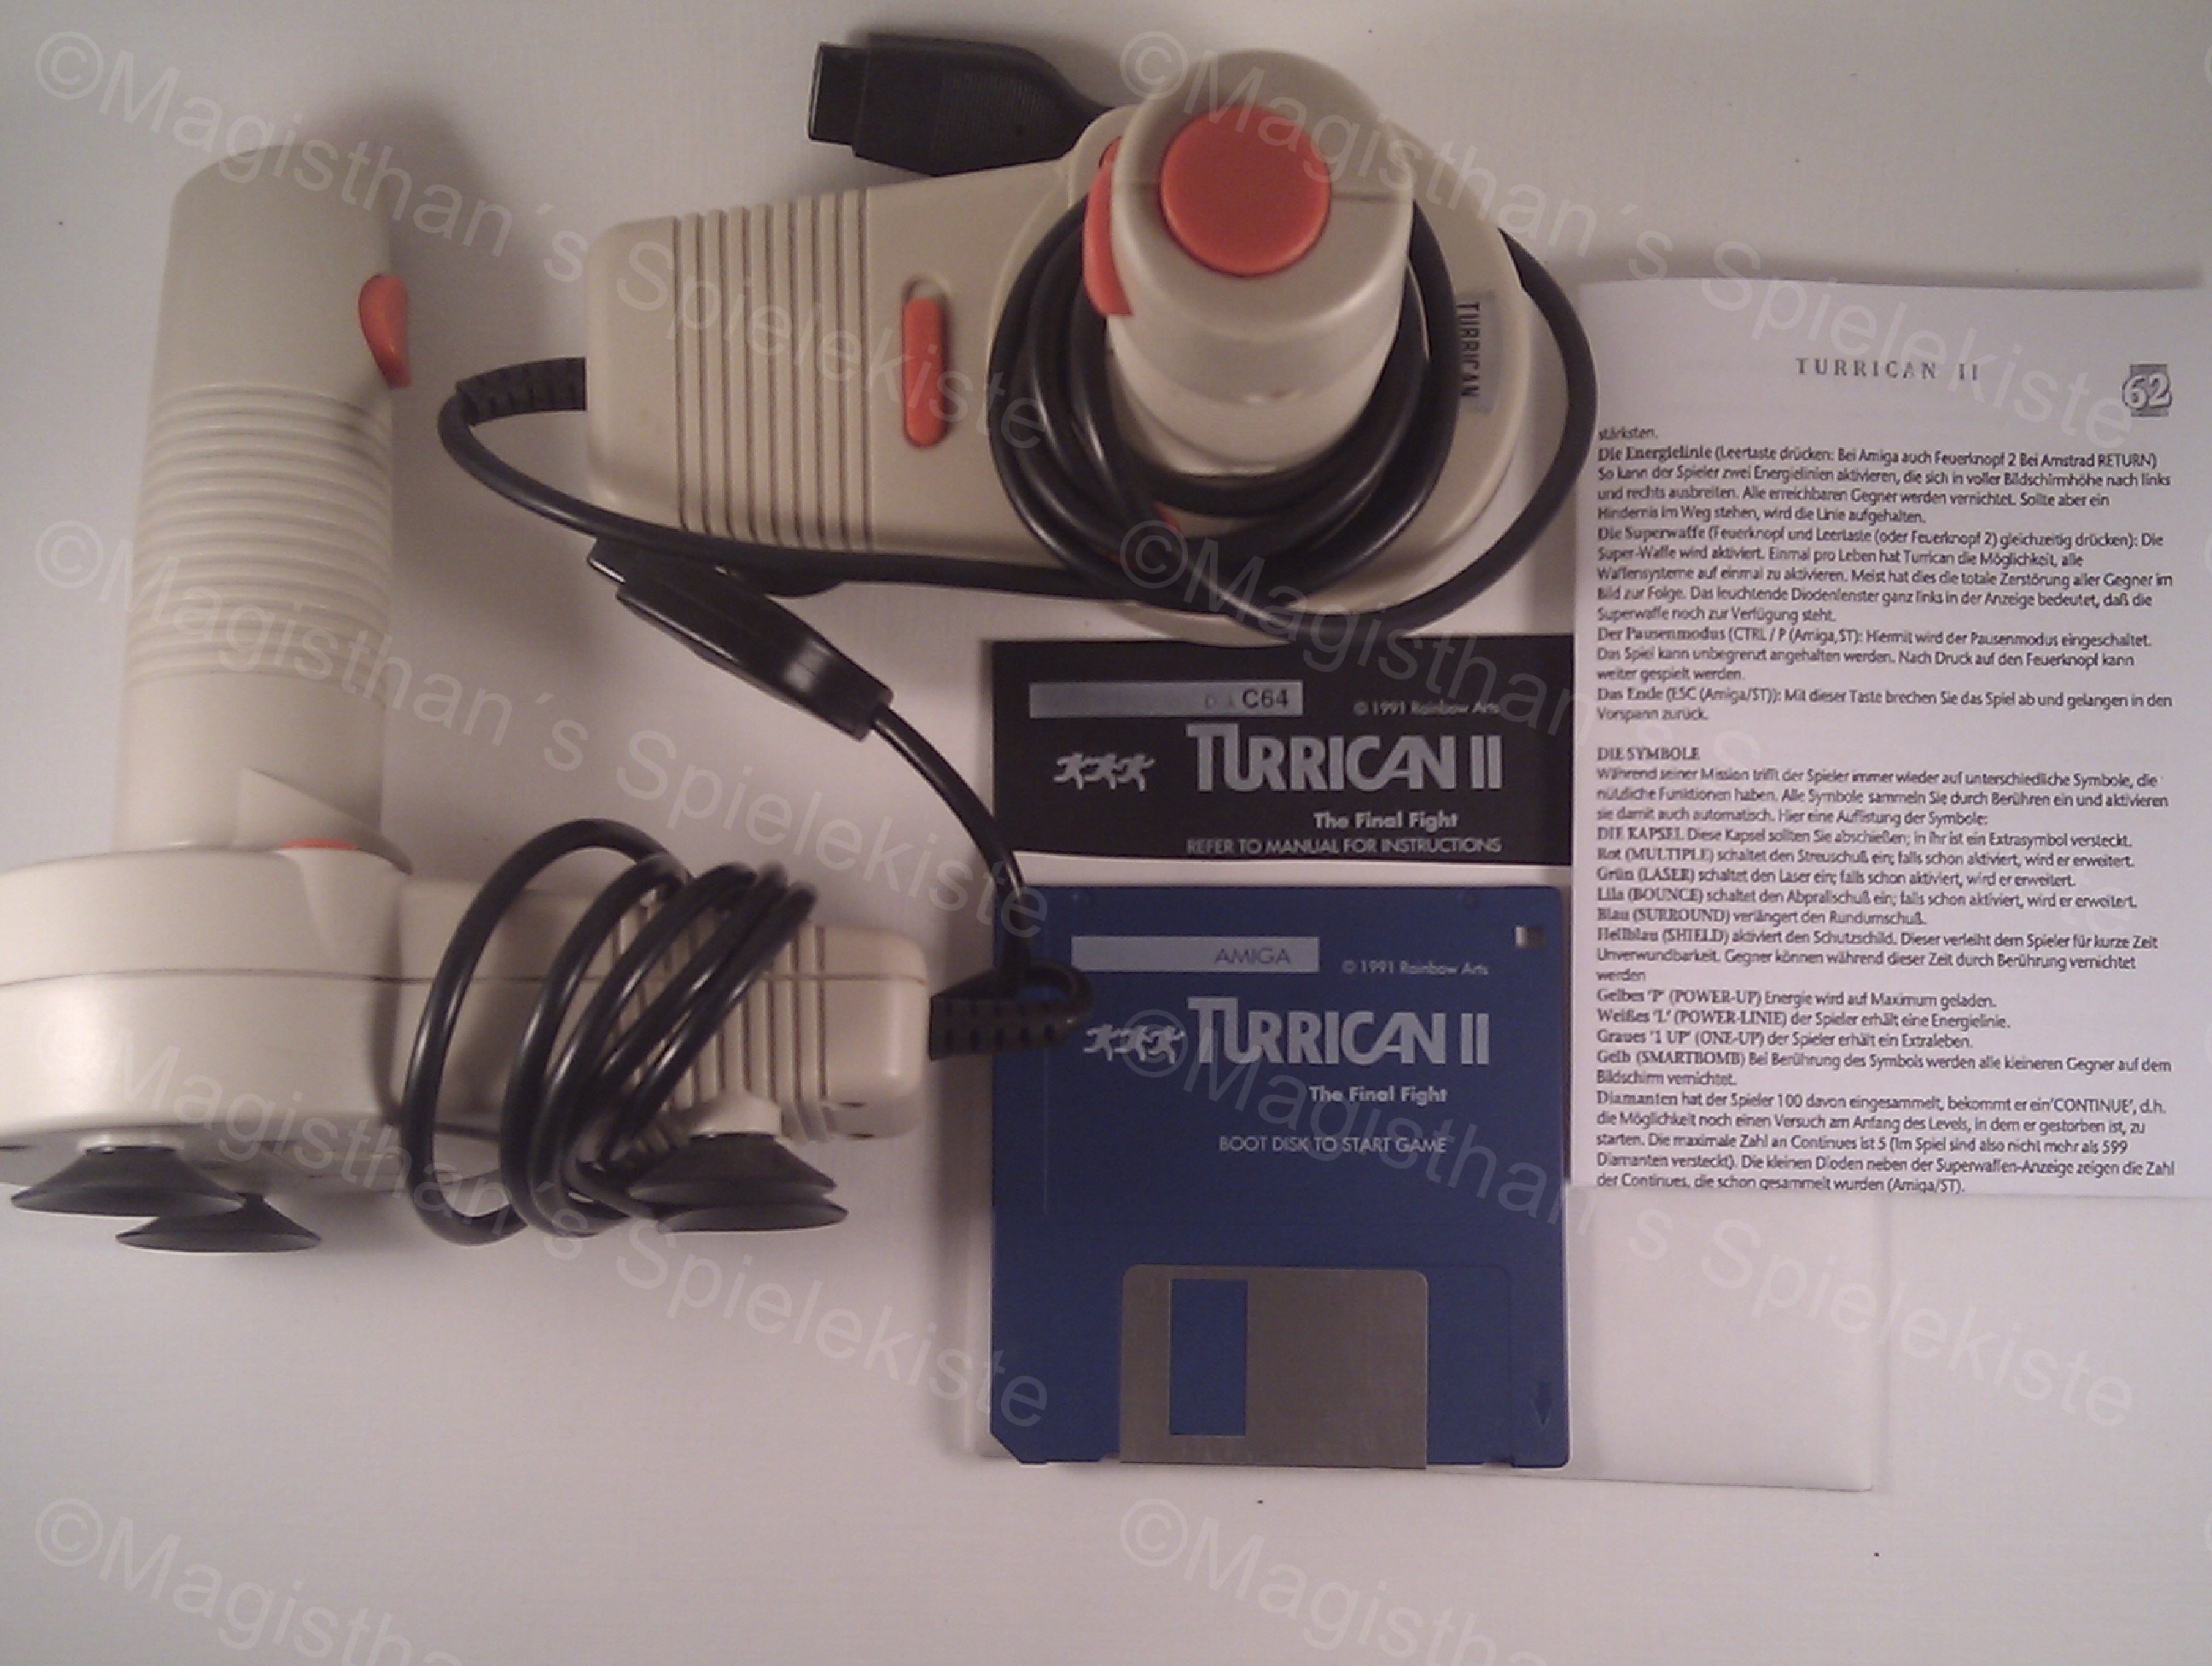 ©Magisthan´s Spielekiste
©Magisthan´s Spielekiste
TURRICAN
TURRICAN II
62
stärksten.
Die Energielinie (Leertaste drücken: Bei Amiga auch Feuerknopf 2 Bei Amstrad RETURN)
So kann der Spieler zwei Energielinien aktivieren, die sich in voller Bildschirmhöhe nach links
und rechts ausbreiten. Alle erreichbaren Gegner werden vernichtet. Sollte aber ein
Hindernis im Weg stehen, wird die Linie aufgehalten.
Die Superwaffe (Feuerknopf und Leertaste (oder Feuerknopf 2) gleichzeitig drücken): Die
Super-Waffe wird aktiviert. Einmal pro Leben hat Turrican die Möglichkeit, alle
Waffensysteme auf einmal zu aktivieren. Meist hat dies die totale Zerstörung aller Gegner im
Bild zur Folge. Das leuchtende Diodenfenster ganz links in der Anzeige bedeutet, daß die
Superwaffe noch zur Verfügung steht.
Der Pausenmodus (CTRL / P (Amiga,ST): Hiermit wird der Pausenmodus eingeschaltet.
Das Spiel kann unbegrenzt angehalten werden. Nach Druck auf den Feuerknopf kann
weiter gespielt werden.
Das Ende (ESC (Amiga/ST)): Mit dieser Taste brechen Sie das Spiel ab und gelangen in den
Vorspann zurück.
DIE SYMBOLE
Während seiner Mission trifft der Spieler immer wieder auf unterschiedliche Symbole, die
nützliche Funktionen haben. Alle Symbole sammeln Sie durch Berühren ein und aktivieren
sie damit auch automatisch. Hier eine Auflistung der Symbole:
DIE KAPSEL Diese Kapsel sollten Sie abschießen; in ihr ist ein Extrasymbol versteckt.
Rot (MULTIPLE) schaltet den Streuschuß ein; falls schon aktiviert, wird er erweitert.
Grün (LASER) schaltet den Laser ein; falls schon aktiviert, wird er erweitert.
Lila (BOUNCE) schaltet den Abprallschuß ein; falls schon aktiviert, wird er erweitert.
Blau (SURROUND) verlängert den Rundumschuß.
Hellblau (SHIELD) aktiviert den Schutzschild. Dieser verleiht dem Spieler für kurze Zeit
Unverwundbarkeit. Gegner können während dieser Zeit durch Berührung vernichtet
werden
Gelbes 'P' (POWER-UP) Energie wird auf Maximum geladen.
Weißes 'L' (POWER-LINIE) der Spieler erhält eine Energielinie.
Graues '1 UP' (ONE-UP) der Spieler erhält ein Extraleben.
Gelb (SMARTBOMB) Bei Berührung des Symbols werden alle kleineren Gegner auf dem
Bildschirm vernichtet.
Diamanten hat der Spieler 100 davon eingesammelt, bekommt er ein 'CONTINUE', d.h.
die Möglichkeit noch einen Versuch am Anfang des Levels, in dem er gestorben ist, zu
starten. Die maximale Zahl an Continues ist 5 (Im Spiel sind also nicht mehr als 599
Diamanten versteckt). Die kleinen Dioden neben der Superwaffen-Anzeige zeigen die Zahl
der Continues, die schon gesammelt wurden (Amiga/ST).
C64
© 1991 Rainbow Arts
TURRICAN II
The Final Fight
REFER TO MANUAL FOR INSTRUCTIONS
AMIGA
© 1991 Rainbow Arts
TURRICAN II
The Final Fight
BOOT DISK TO START GAME
©Magisthan´s Spielekiste
©Magisthan´s Spielekiste
©Magisthan´s Spielekiste
©Magisthan´s Spielekiste
©Magistha
©Magistha